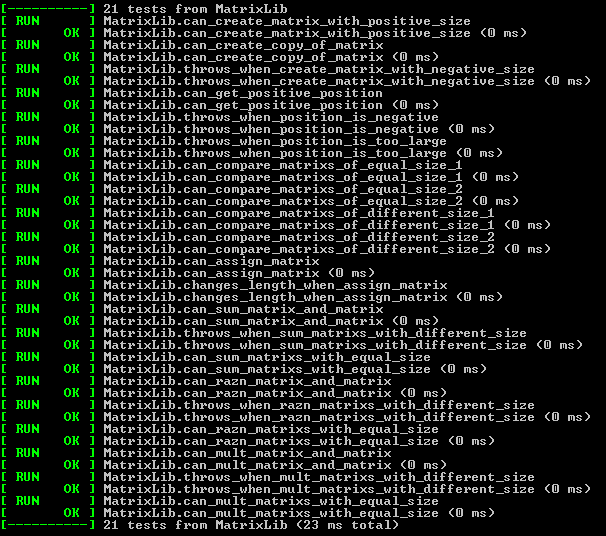 [----------] 21 tests from MatrixLib
[ RUN      ] MatrixLib.can_create_matrix_with_positive_size
[       OK ] MatrixLib.can_create_matrix_with_positive_size (0 ms)
[ RUN      ] MatrixLib.can_create_copy_of_matrix
[       OK ] MatrixLib.can_create_copy_of_matrix (0 ms)
[ RUN      ] MatrixLib.throws_when_create_matrix_with_negative_size
[       OK ] MatrixLib.throws_when_create_matrix_with_negative_size (0 ms)
[ RUN      ] MatrixLib.can_get_positive_position
[       OK ] MatrixLib.can_get_positive_position (0 ms)
[ RUN      ] MatrixLib.throws_when_position_is_negative
[       OK ] MatrixLib.throws_when_position_is_negative (0 ms)
[ RUN      ] MatrixLib.throws_when_position_is_too_large
[       OK ] MatrixLib.throws_when_position_is_too_large (0 ms)
[ RUN      ] MatrixLib.can_compare_matrixs_of_equal_size_1
[       OK ] MatrixLib.can_compare_matrixs_of_equal_size_1 (0 ms)
[ RUN      ] MatrixLib.can_compare_matrixs_of_equal_size_2
[       OK ] MatrixLib.can_compare_matrixs_of_equal_size_2 (0 ms)
[ RUN      ] MatrixLib.can_compare_matrixs_of_different_size_1
[       OK ] MatrixLib.can_compare_matrixs_of_different_size_1 (0 ms)
[ RUN      ] MatrixLib.can_compare_matrixs_of_different_size_2
[       OK ] MatrixLib.can_compare_matrixs_of_different_size_2 (0 ms)
[ RUN      ] MatrixLib.can_assign_matrix
[       OK ] MatrixLib.can_assign_matrix (0 ms)
[ RUN      ] MatrixLib.changes_length_when_assign_matrix
[       OK ] MatrixLib.changes_length_when_assign_matrix (0 ms)
[ RUN      ] MatrixLib.can_sum_matrix_and_matrix
[       OK ] MatrixLib.can_sum_matrix_and_matrix (0 ms)
[ RUN      ] MatrixLib.throws_when_sum_matrixs_with_different_size
[       OK ] MatrixLib.throws_when_sum_matrixs_with_different_size (0 ms)
[ RUN      ] MatrixLib.can_sum_matrixs_with_equal_size
[       OK ] MatrixLib.can_sum_matrixs_with_equal_size (0 ms)
[ RUN      ] MatrixLib.can_razn_matrix_and_matrix
[       OK ] MatrixLib.can_razn_matrix_and_matrix (0 ms)
[ RUN      ] MatrixLib.throws_when_razn_matrixs_with_different_size
[       OK ] MatrixLib.throws_when_razn_matrixs_with_different_size (0 ms)
[ RUN      ] MatrixLib.can_razn_matrixs_with_equal_size
[       OK ] MatrixLib.can_razn_matrixs_with_equal_size (0 ms)
[ RUN      ] MatrixLib.can_mult_matrix_and_matrix
[       OK ] MatrixLib.can_mult_matrix_and_matrix (0 ms)
[ RUN      ] MatrixLib.throws_when_mult_matrixs_with_different_size
[       OK ] MatrixLib.throws_when_mult_matrixs_with_different_size (0 ms)
[ RUN      ] MatrixLib.can_mult_matrixs_with_equal_size
[       OK ] MatrixLib.can_mult_matrixs_with_equal_size (0 ms)
[----------] 21 tests from MatrixLib (23 ms total)